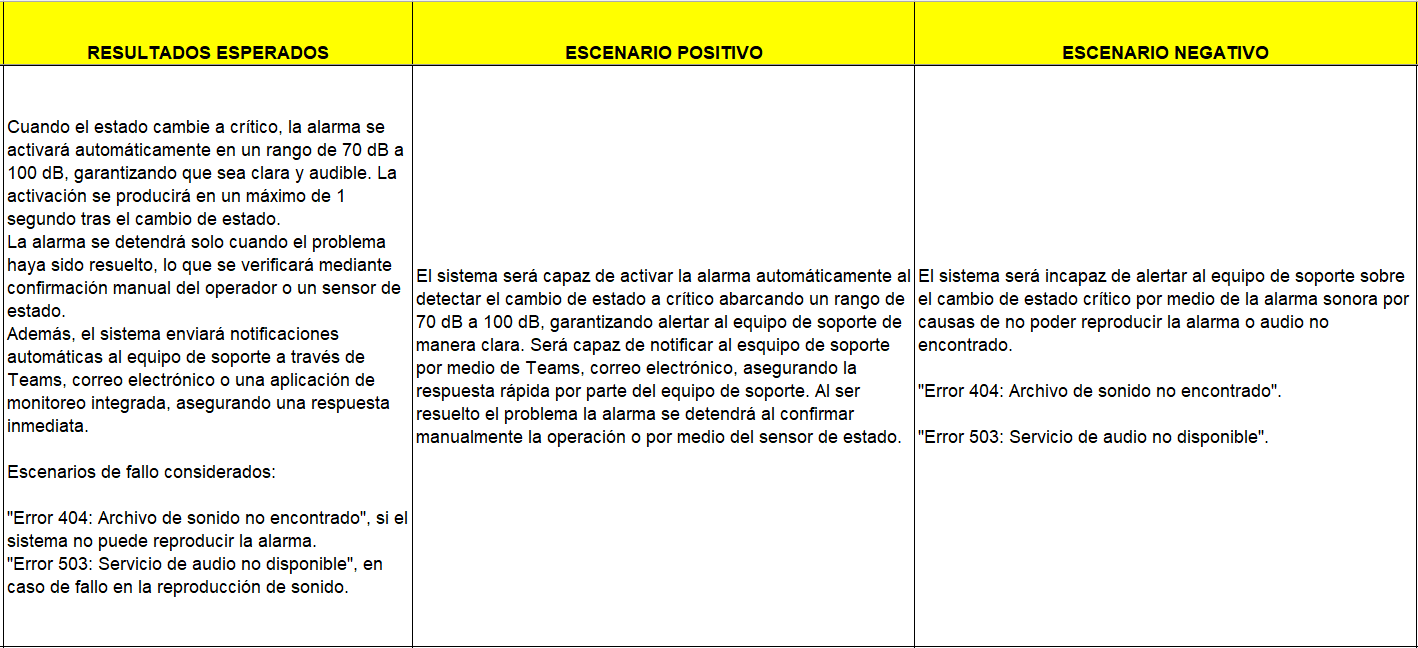 RESULTADOS ESPERADOS
ESCENARIO POSITIVO
ESCENARIO NEGATIVO
Cuando el estado cambie a crítico, la alarma se
activará automáticamente en un rango de 70 dB a
100 dB, garantizando que sea clara y audible. La
activación se producirá en un máximo de 1
segundo tras el cambio de estado.
La alarma se detendrá solo cuando el problema
haya sido resuelto, lo que se verificará mediante
confirmación manual del operador o un sensor de
estado.
Además, el sistema enviará notificaciones
automáticas al equipo de soporte a través de
Teams, correo electrónico o una aplicación de
monitoreo integrada, asegurando una respuesta
inmediata.
Escenarios de fallo considerados:
"Error 404: Archivo de sonido no encontrado", si el
sistema no puede reproducir la alarma.
"Error 503: Servicio de audio no disponible", en
caso de fallo en la reproducción de sonido.
El sistema será capaz de activar la alarma automáticamente al
detectar el cambio de estado a crítico abarcando un rango de
70 dB a 100 dB, garantizando alertar al equipo de soporte de
manera clara. Será capaz de notificar al esquipo de soporte
por medio de Teams, correo electrónico, asegurando la
respuesta rápida por parte del equipo de soporte. Al ser
resuelto el problema la alarma se detendrá al confirmar
manualmente la operación o por medio del sensor de estado.
El sistema será incapaz de alertar al equipo de soporte sobre
el cambio de estado crítico por medio de la alarma sonora por
causas de no poder reproducir la alarma o audio no
encontrado.
"Error 404: Archivo de sonido no encontrado".
"Error 503: Servicio de audio no disponible".